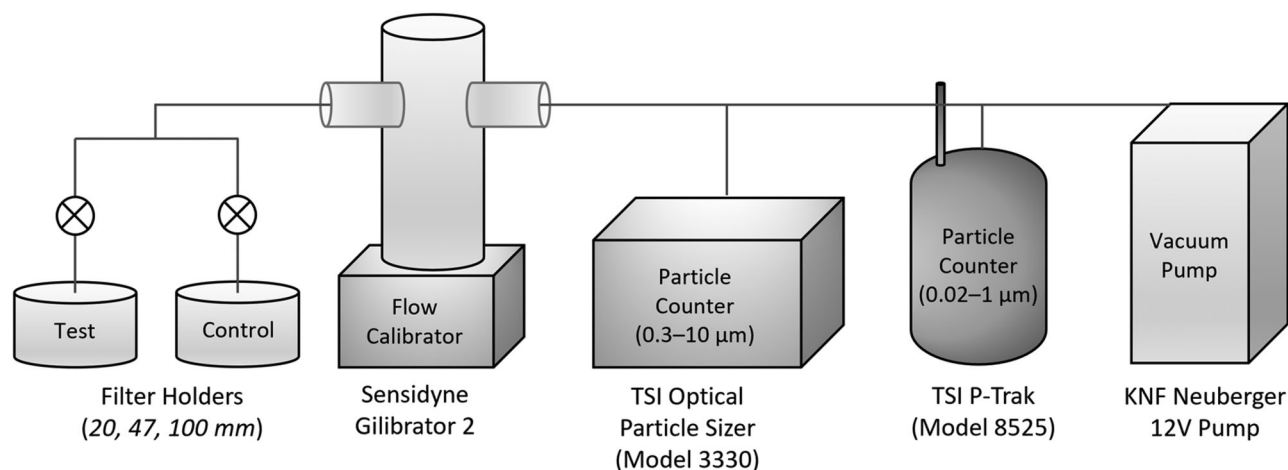 Test
Control
Filter Holders
(20, 47, 100 mm)
Flow
Calibrator
Sensidyne
Gilibrator 2
Particle
Counter
(0.3–10 µm)
TSI Optical
Particle Sizer
(Model 3330)
Particle
Counter
(0.02–1 µm)
TSI P-Trak
(Model 8525)
Vacuum
Pump
KNF Neuberger
12V Pump